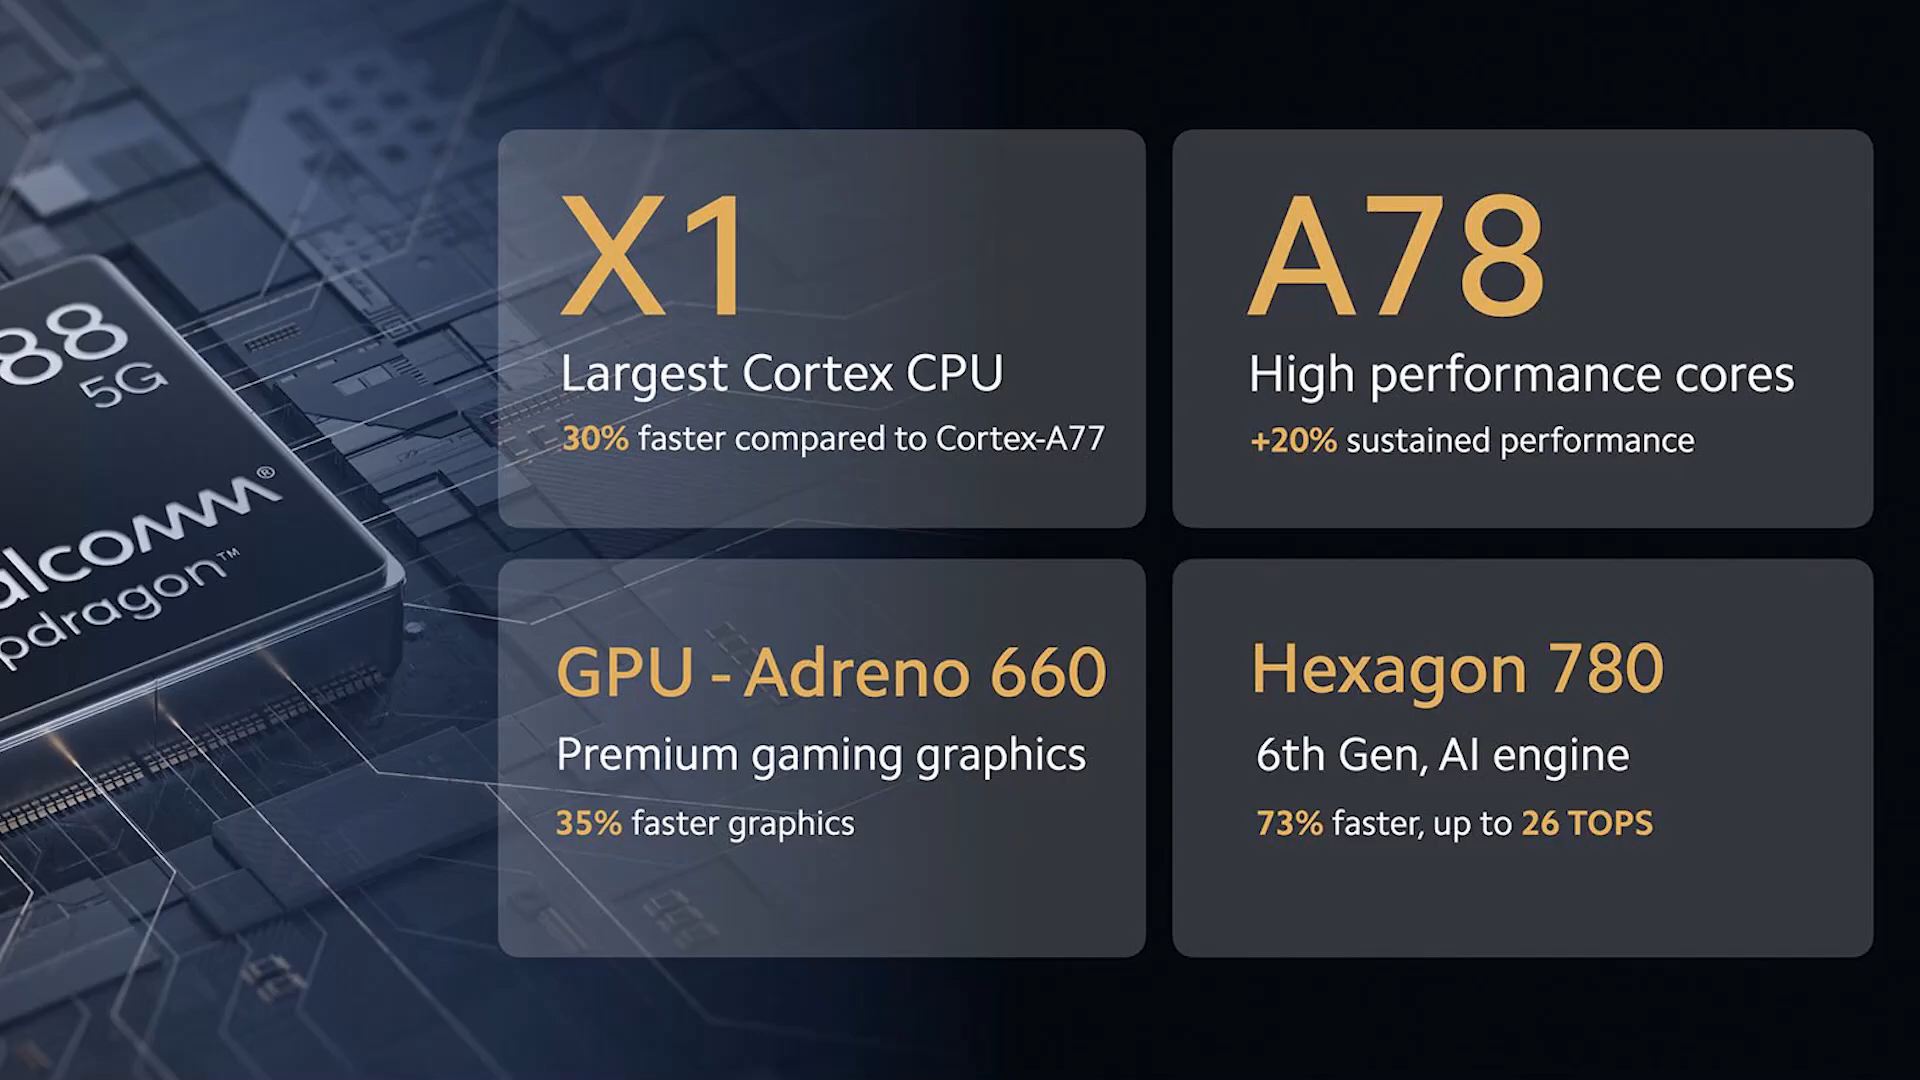 88
5G
alcomm®
pdragon™
X1
Largest Cortex CPU
30% faster compared to Cortex-A77
A78
High performance cores
+20% sustained performance
GPU - Adreno 660
Premium gaming graphics
35% faster graphics
Hexagon 780
6th Gen, AI engine
73% faster, up to 26 TOPS